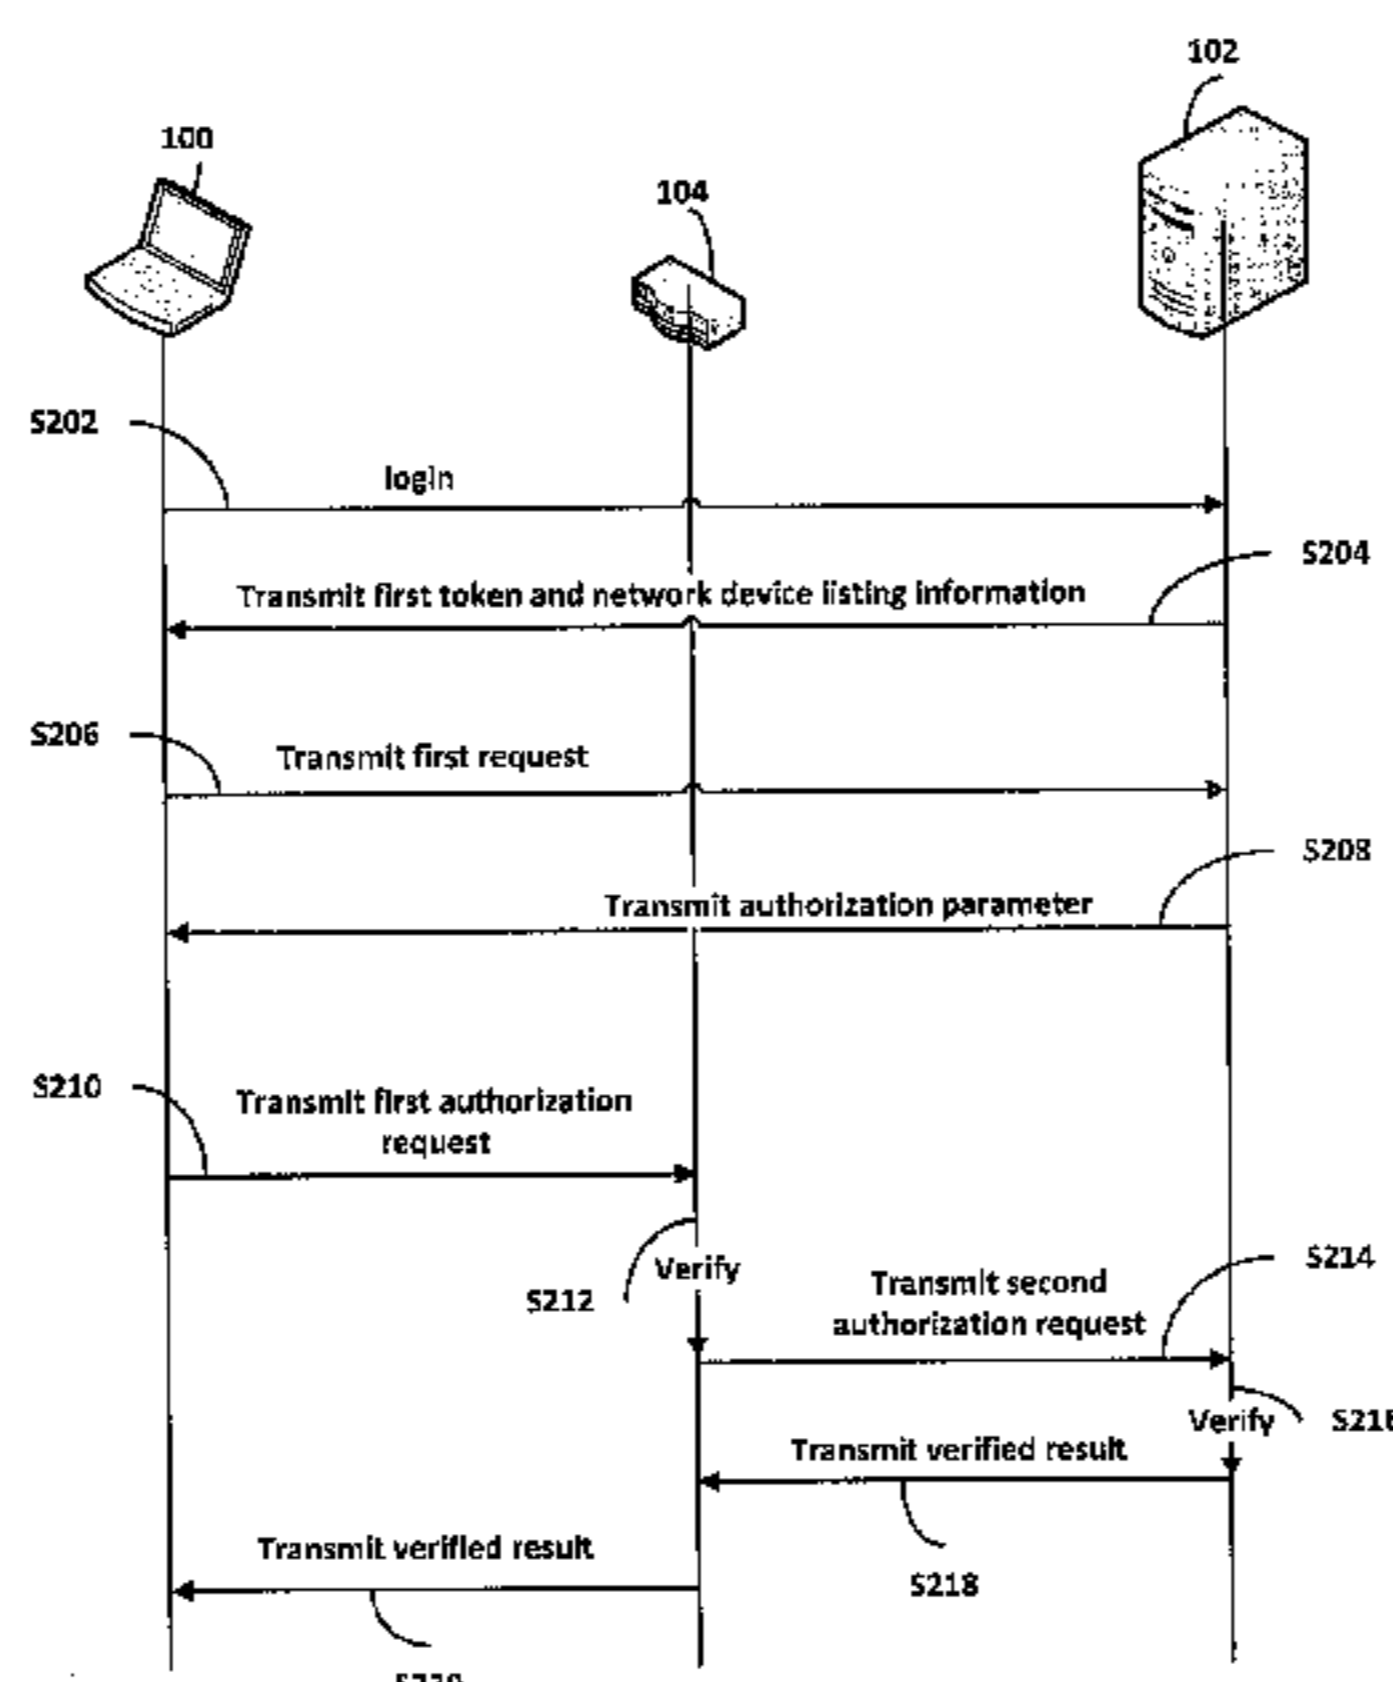 102
100
104
S202
login
S204
Transmit first token and network device listing information
S206
Transmit first request
S208
Transmit authorization parameter
S210
Transmit first authorization
request
S214
Verify
S212
Transmit second
authorization request
Verify
Transmit verified result
Transmit verified result
S218